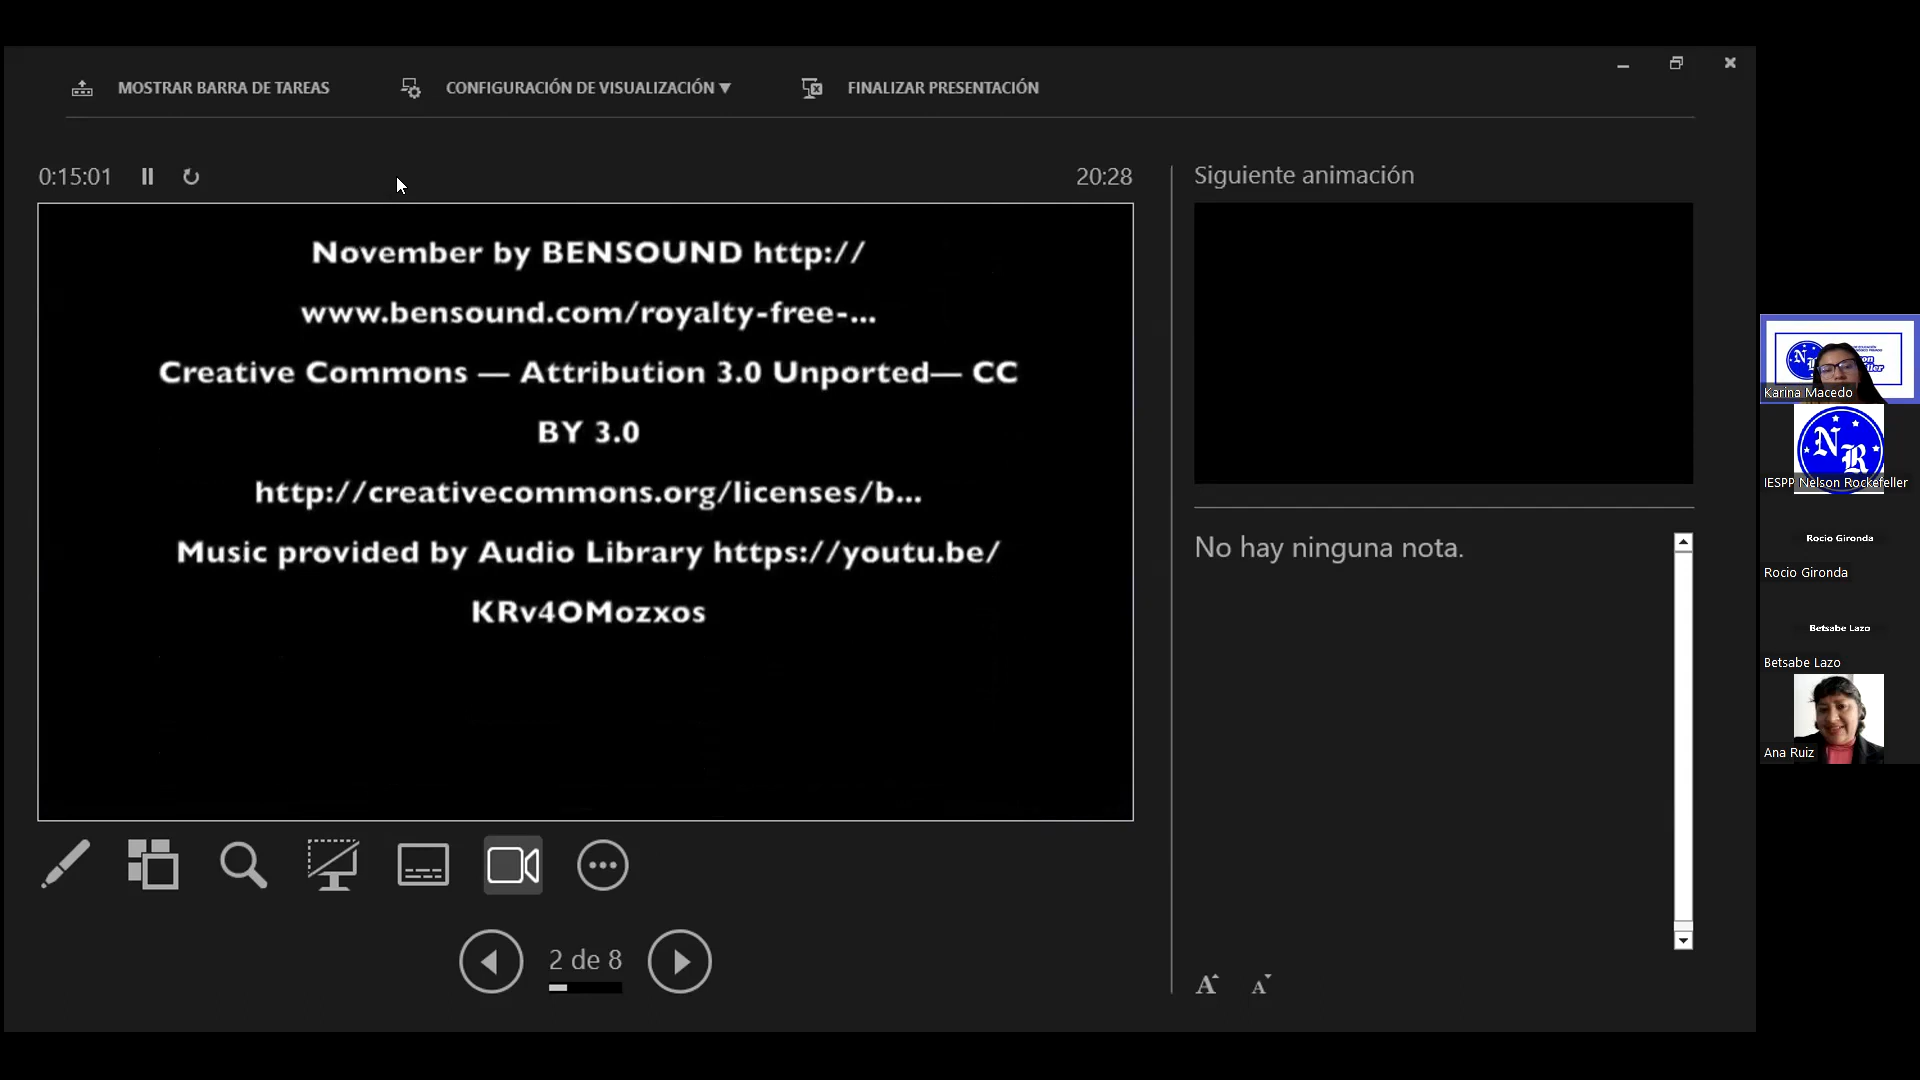 MOSTRAR BARRA DE TAREAS
CONFIGURACIÓN DE VISUALIZACIÓN ▼
FINALIZAR PRESENTACIÓN
0:15:01
20:28
November by BENSOUND http://
www.bensound.com/royalty-free-...
Creative Commons — Attribution 3.0 Unported— CC
BY 3.0
http://creativecommons.org/licenses/b...
Music provided by Audio Library https://youtu.be/
KRv4OMozxos
2 de 8
Siguiente animación
No hay ninguna nota.
A
A
Karina Macedo
NR
IESPP Nelson Rockefeller
Rocio Gironda
Rocio Gironda
Betsabe Lazo
Betsabe Lazo
Ana Ruiz